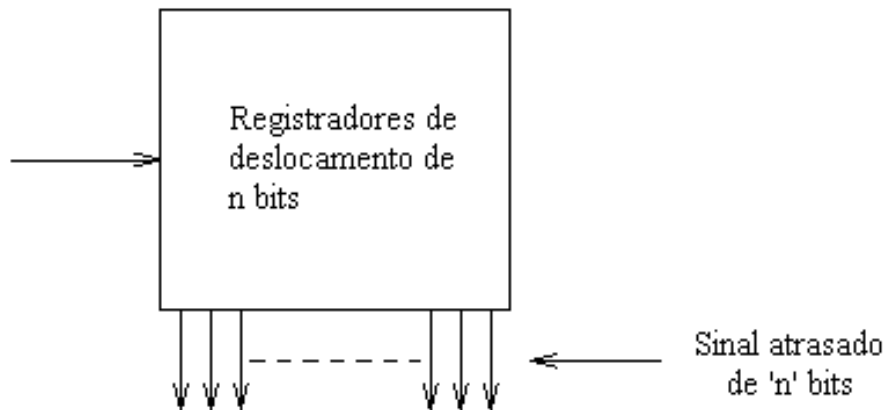 Registradores de
deslocamento de
n bits
Sinal atrasado
de 'n' bits